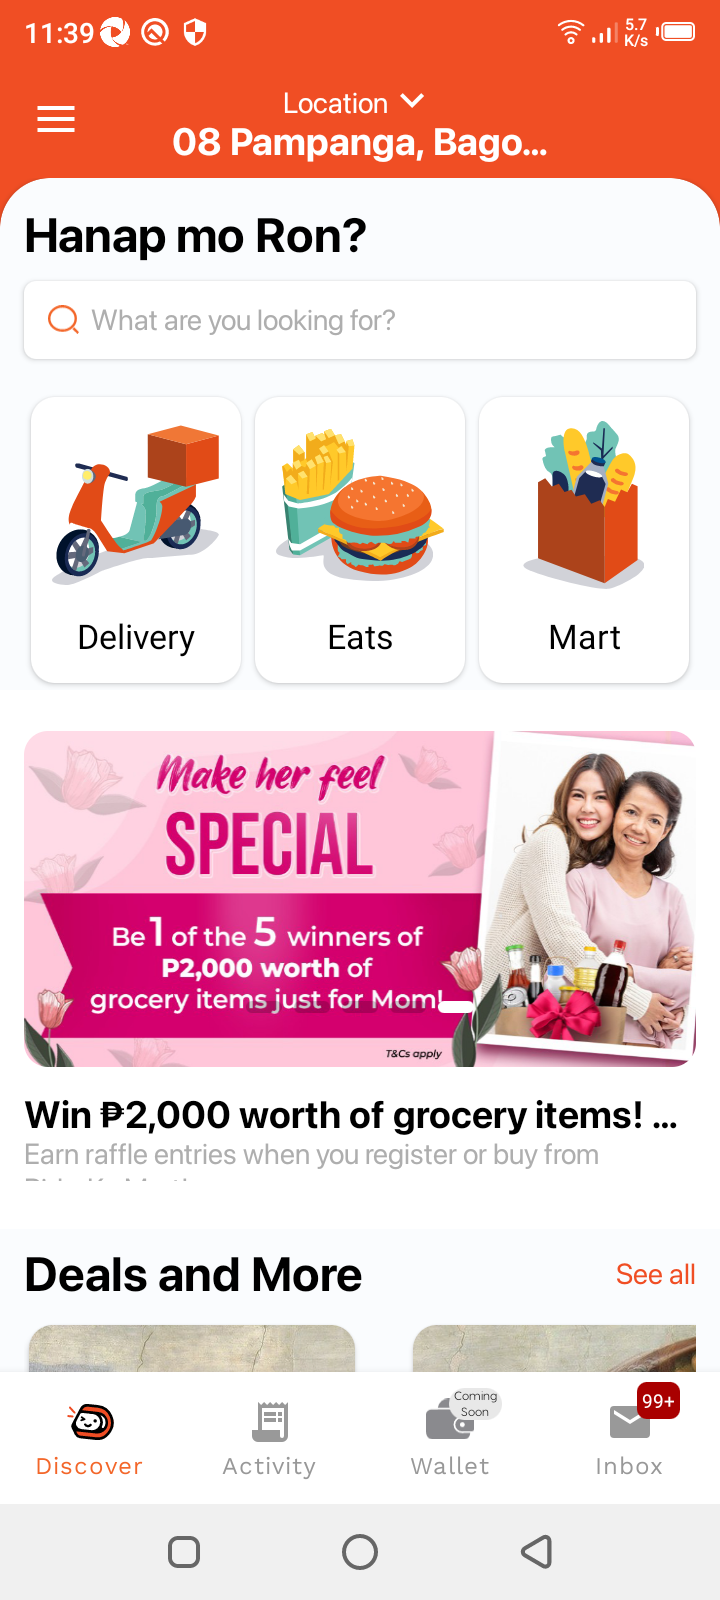 11:39
5.7
K/s
Location
08 Pampanga, Bago...
Hanap mo Ron?
What are you looking for?
Delivery
Eats
Mart
Make her feel
SPECIAL
Be 1 of the 5 winners of
P2,000 worth of
grocery items just for Mom!
T&Cs apply
Win ₱2,000 worth of grocery items! ...
Earn raffle entries when you register or buy from
Deals and More
See all
Coming
Soon
99+
Discover
Activity
Wallet
Inbox